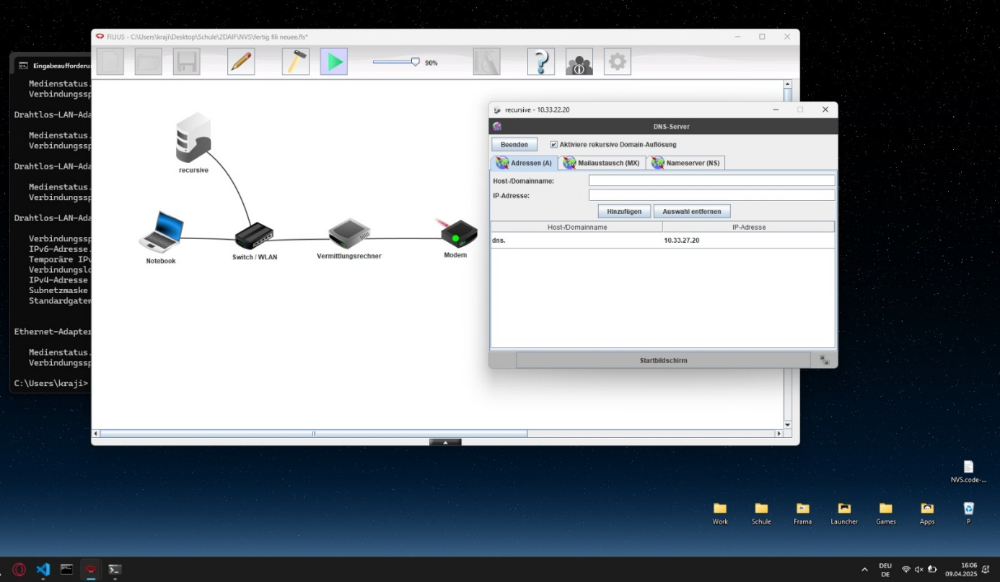 FILIUS - C:\Users\kraji\Desktop\Schule\2DAIF\NVS\fertig fili neuee.fls*
90%
Eingabeaufforderu
Medienstatus.
Verbindungssp
Drahtlos-LAN-Ada
Medienstatus.
Verbindungssp
Drahtlos-LAN-Ada
Medienstatus.
Verbindungssp
Drahtlos-LAN-Ada
Verbindungssp
IPv6-Adresse.
Temporäre IPv
Verbindungslo
IPv4-Adresse
Subnetzmaske
Standardgatew
Ethernet-Adapter
Medienstatus.
Verbindungssp
C:\Users\kraji>
recursive
Notebook
Switch / WLAN
Vermittlungsrechner
Modem
recursive - 10.33.22.20
DNS-Server
Beenden
Aktiviere rekursive Domain-Auflösung
Adressen (A) Mailaustausch (MX) Nameserver (NS)
Host-/Domainname:
IP-Adresse:
Hinzufügen Auswahl entfernen
Host-/Domainname IP-Adresse
dns. 10.33.27.20
Startbildschirm
NVS.code-...
Work Schule Frama Launcher Games Apps P
DEU 16:06
DE 09.04.2025